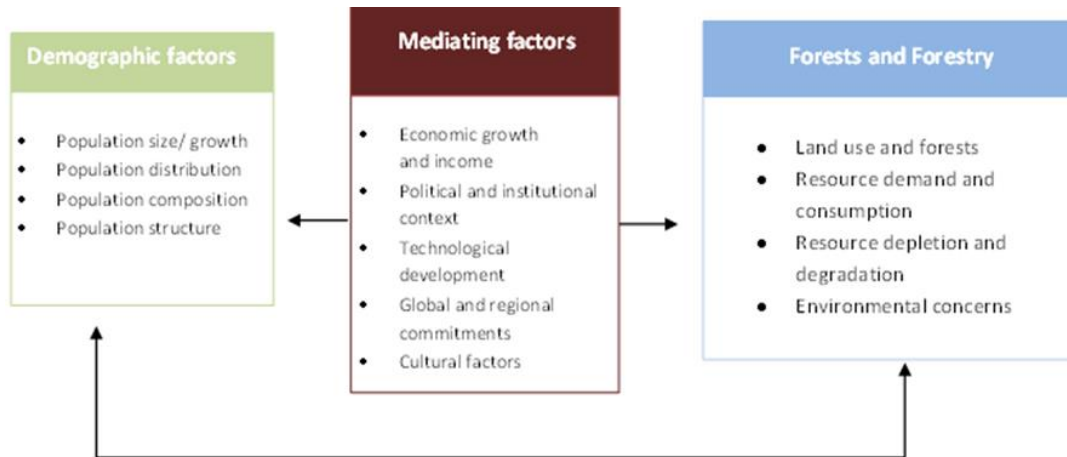 Demographic factors
• Population size/ growth
• Population distribution
• Population composition
• Population structure
Mediating factors
• Economic growth
and income
• Political and institutional
context
• Technological
development
• Global and regional
commitments
• Cultural factors
Forests and Forestry
• Land use and forests
• Resource demand and
consumption
• Resource depletion and
degradation
• Environmental concerns